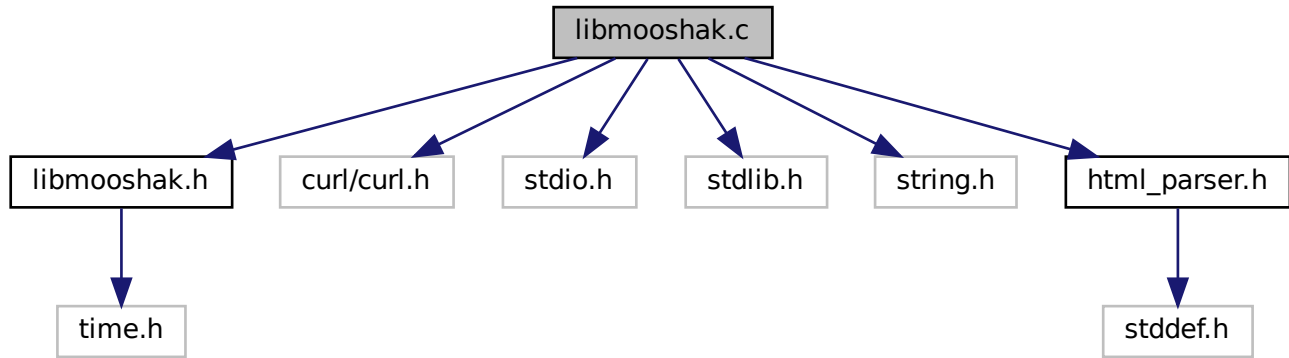 libmooshak.c
libmooshak.h
curl/curl.h
stdio.h
stdlib.h
string.h
html_parser.h
time.h
stddef.h